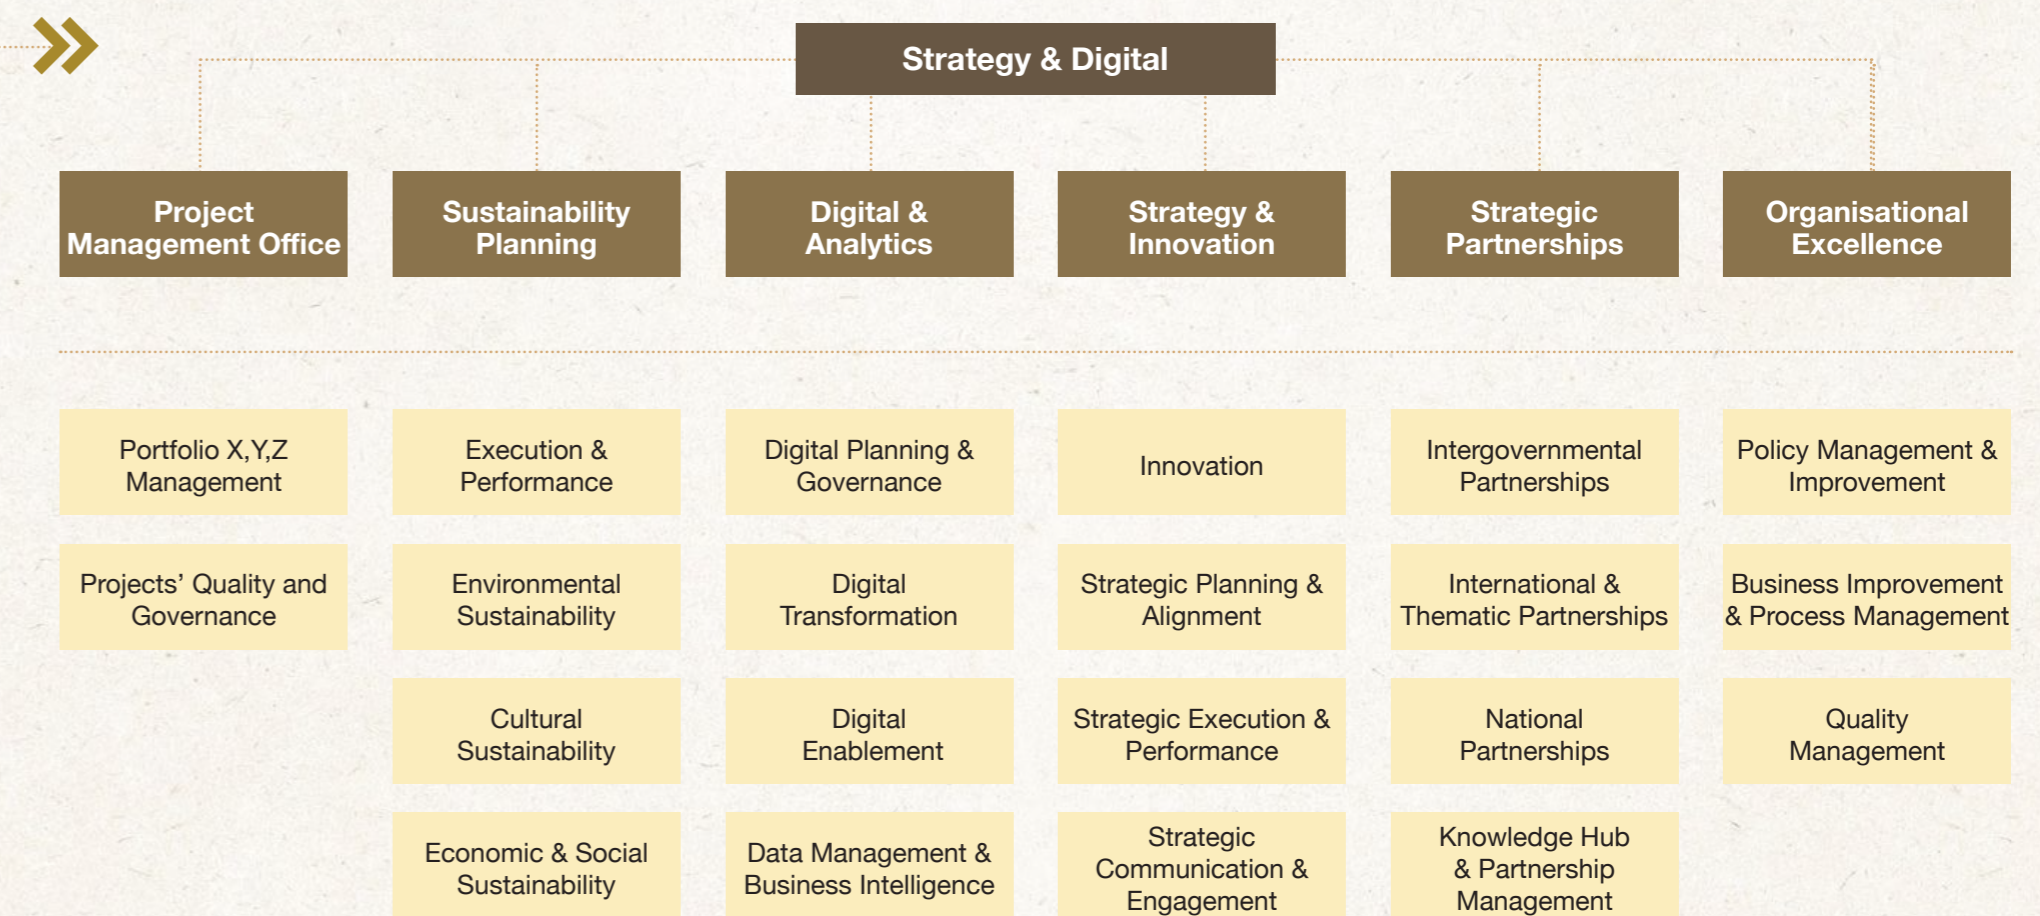 Strategy & Digital
Project
Management Office
Sustainability
Planning
Digital &
Analytics
Strategy &
Innovation
Strategic
Partnerships
Organisational
Excellence
Portfolio X,Y,Z
Management
Execution &
Performance
Digital Planning &
Governance
Innovation
Intergovernmental
Partnerships
Policy Management &
Improvement
Projects’ Quality and
Governance
Environmental
Sustainability
Digital
Transformation
Strategic Planning &
Alignment
International &
Thematic Partnerships
Business Improvement
& Process Management
Cultural
Sustainability
Digital
Enablement
Strategic Execution &
Performance
National
Partnerships
Quality
Management
Economic & Social
Sustainability
Data Management &
Business Intelligence
Strategic
Communication &
Engagement
Knowledge Hub
& Partnership
Management